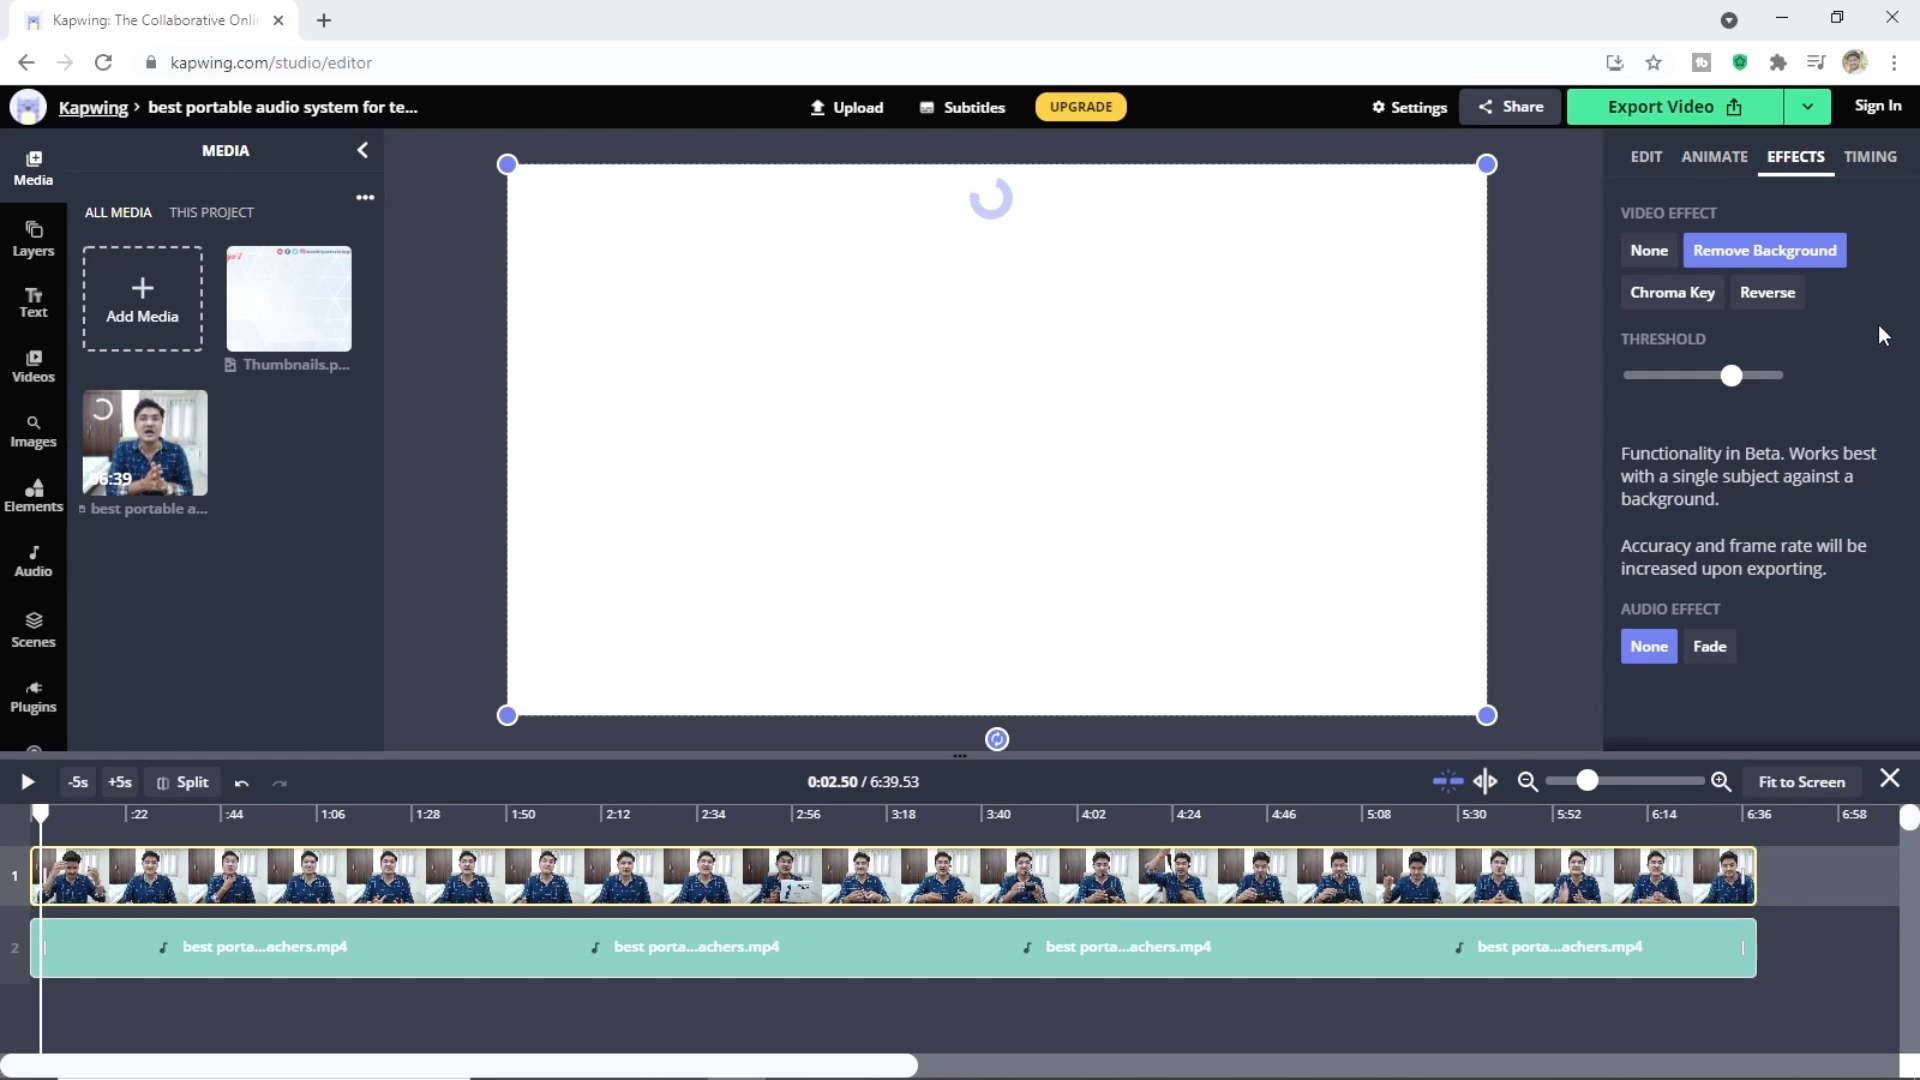 Kapwing: The Collaborative Onli
kapwing.com/studio/editor
Kapwing › best portable audio system for te...
Upload
Subtitles
UPGRADE
Settings
Share
Export Video
Sign In
Media
Layers
Text
Videos
Images
Elements
Audio
Scenes
Plugins
MEDIA
ALL MEDIA THIS PROJECT
Add Media
Thumbnails.p...
06:39
best portable a...
EDIT ANIMATE EFFECTS TIMING
VIDEO EFFECT
None Remove Background
Chroma Key Reverse
THRESHOLD
Functionality in Beta. Works best
with a single subject against a
background.
Accuracy and frame rate will be
increased upon exporting.
AUDIO EFFECT
None Fade
-5s +5s Split
0:02.50 / 6:39.53
Fit to Screen
:22 :44 1:06 1:28 1:50 2:12 2:34 2:56 3:18 3:40 4:02 4:24 4:46 5:08 5:30 5:52 6:14 6:36 6:58
1
2 best porta...achers.mp4 best porta...achers.mp4 best porta...achers.mp4 best porta...achers.mp4